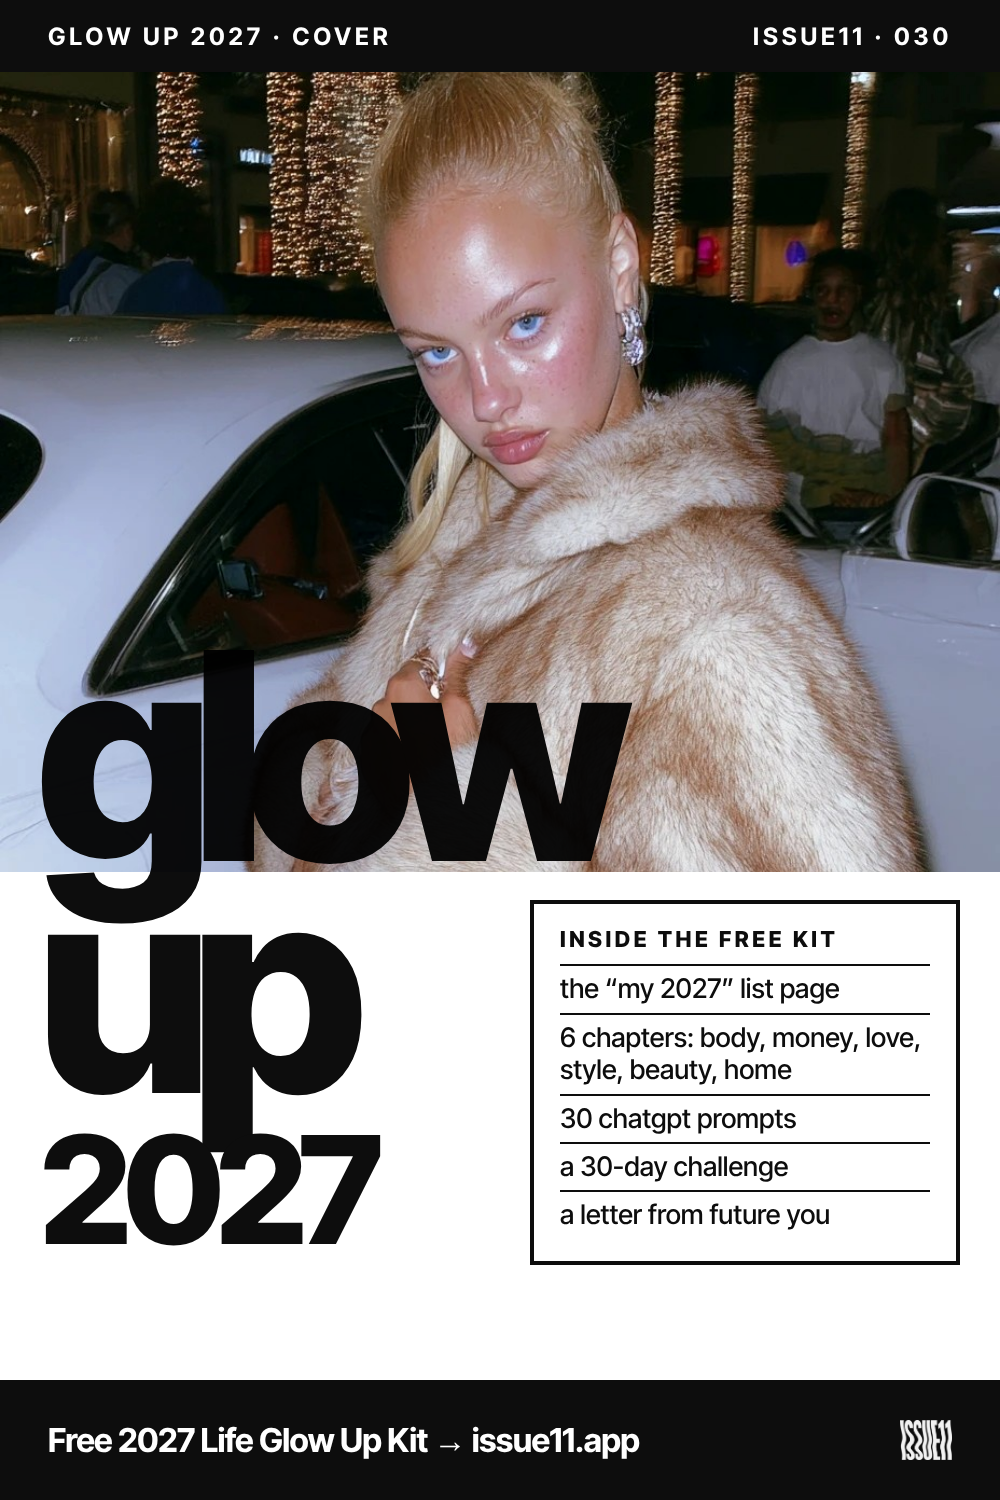 GLOW UP 2027 · COVER
ISSUE11 · 030
glow
up
2027
INSIDE THE FREE KIT
the “my 2027” list page
6 chapters: body, money, love,
style, beauty, home
30 chatgpt prompts
a 30-day challenge
a letter from future you
Free 2027 Life Glow Up Kit → issue11.app
ISSUE11